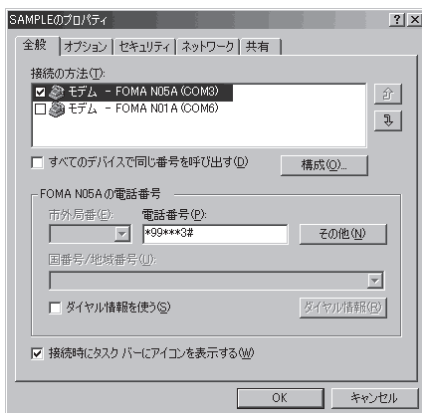 SAMPLEのプロパティ
全般 オプション セキュリティ ネットワーク 共有
接続の方法(T):
モデム - FOMA N05A (COM3)
モデム - FOMA N01A (COM6)
すべてのデバイスで同じ番号を呼び出す(D) 構成(O)...
FOMA N05Aの電話番号
市外局番(E): 電話番号(P):
*99***3# その他(N)
国番号/地域番号(U):
ダイヤル情報を使う(S) ダイヤル情報(R)
接続時にタスク バーにアイコンを表示する(W)
OK キャンセル